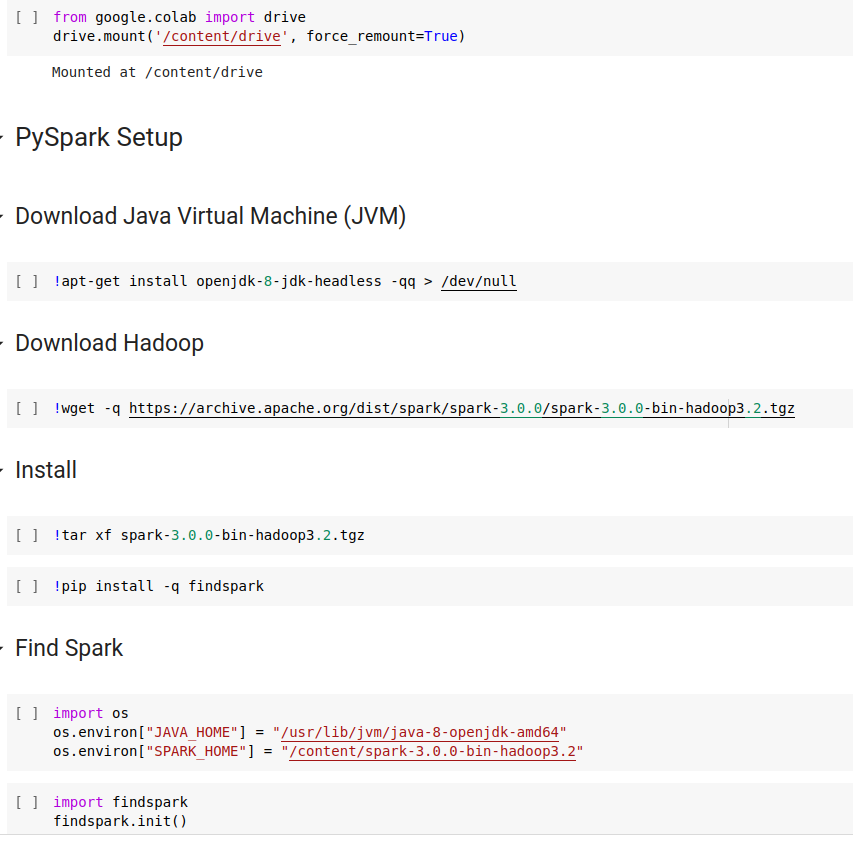 [ ] from google.colab import drive
drive.mount('/content/drive', force_remount=True)
Mounted at /content/drive
PySpark Setup
Download Java Virtual Machine (JVM)
[ ] !apt-get install openjdk-8-jdk-headless -qq > /dev/null
Download Hadoop
[ ] !wget -q https://archive.apache.org/dist/spark/spark-3.0.0/spark-3.0.0-bin-hadoop3.2.tgz
Install
[ ] !tar xf spark-3.0.0-bin-hadoop3.2.tgz
[ ] !pip install -q findspark
Find Spark
[ ] import os
os.environ["JAVA_HOME"] = "/usr/lib/jvm/java-8-openjdk-amd64"
os.environ["SPARK_HOME"] = "/content/spark-3.0.0-bin-hadoop3.2"
[ ] import findspark
findspark.init()